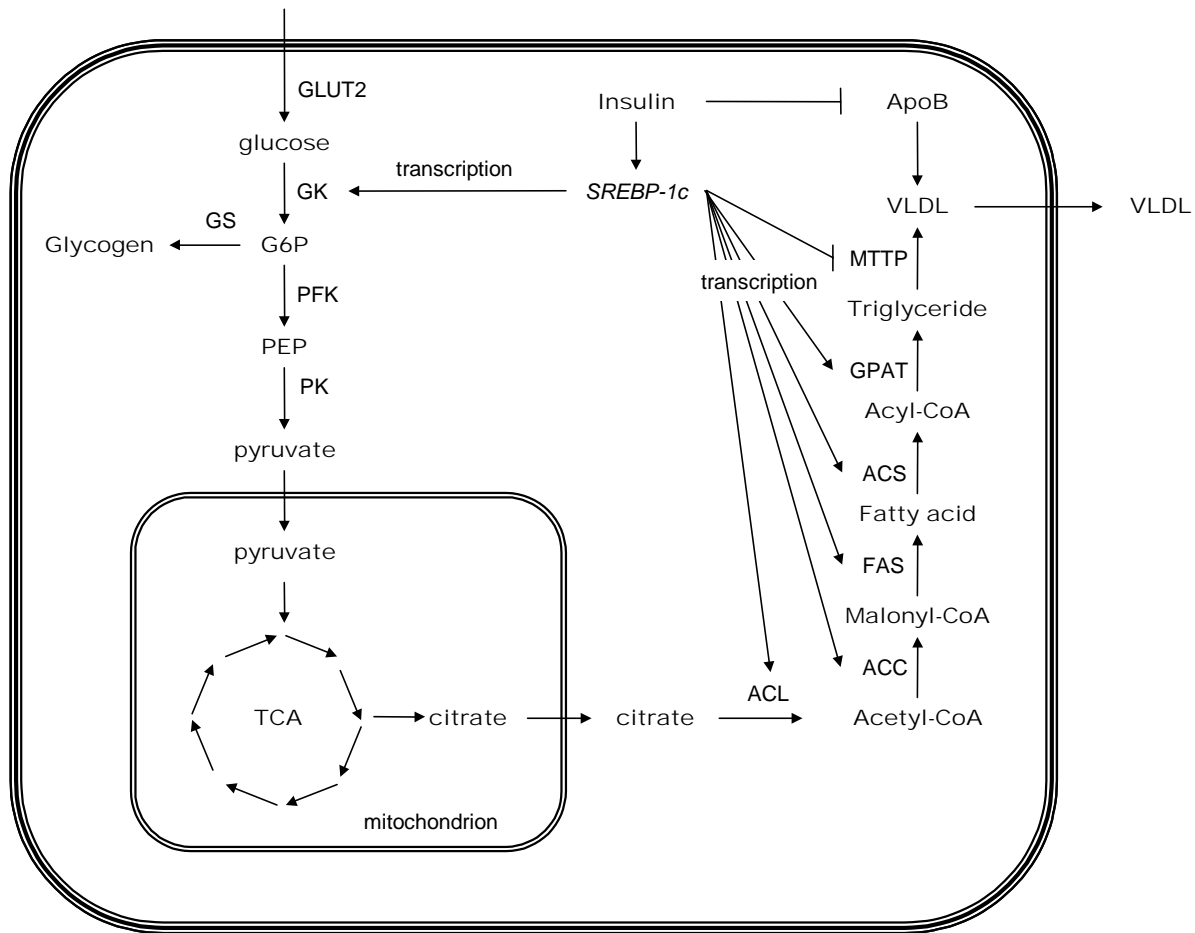 GLUT2
Insulin
ApoB
glucose
transcription
GK
SREBP-1c
VLDL
VLDL
GS
Glycogen
G6P
MTTP
transcription
PFK
Triglyceride
PEP
GPAT
PK
Acyl-CoA
pyruvate
ACS
Fatty acid
pyruvate
FAS
Malonyl-CoA
ACC
ACL
TCA
citrate
citrate
Acetyl-CoA
mitochondrion